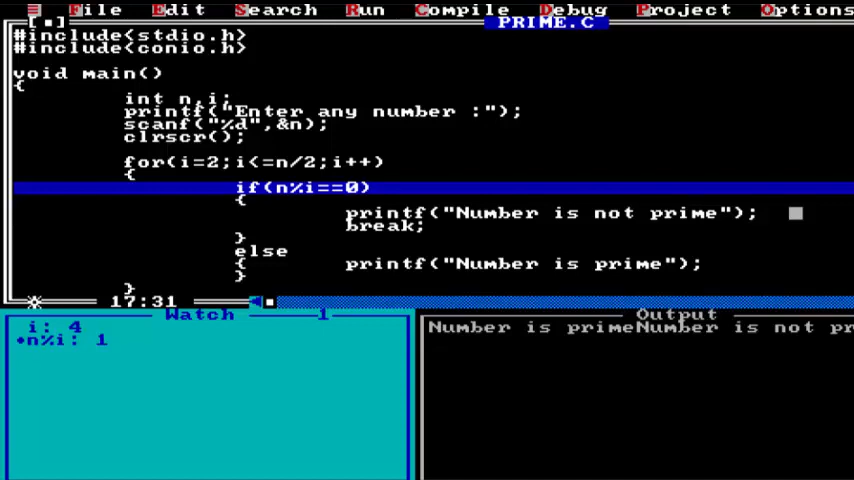 ≡ File Edit Search Run Compile Debug Project Options
[▪] PRIME.C
#include<stdio.h>
#include<conio.h>
void main()
{
int n,i;
printf("Enter any number :");
scanf("%d",&n);
clrscr();
for(i=2;i<=n/2;i++)
{
if(n%i==0)
{
printf("Number is not prime");
break;
}
else
{ printf("Number is prime");
}
}
17:31
Watch 1
i: 4
•n%i: 1
Output
Number is primeNumber is not pr